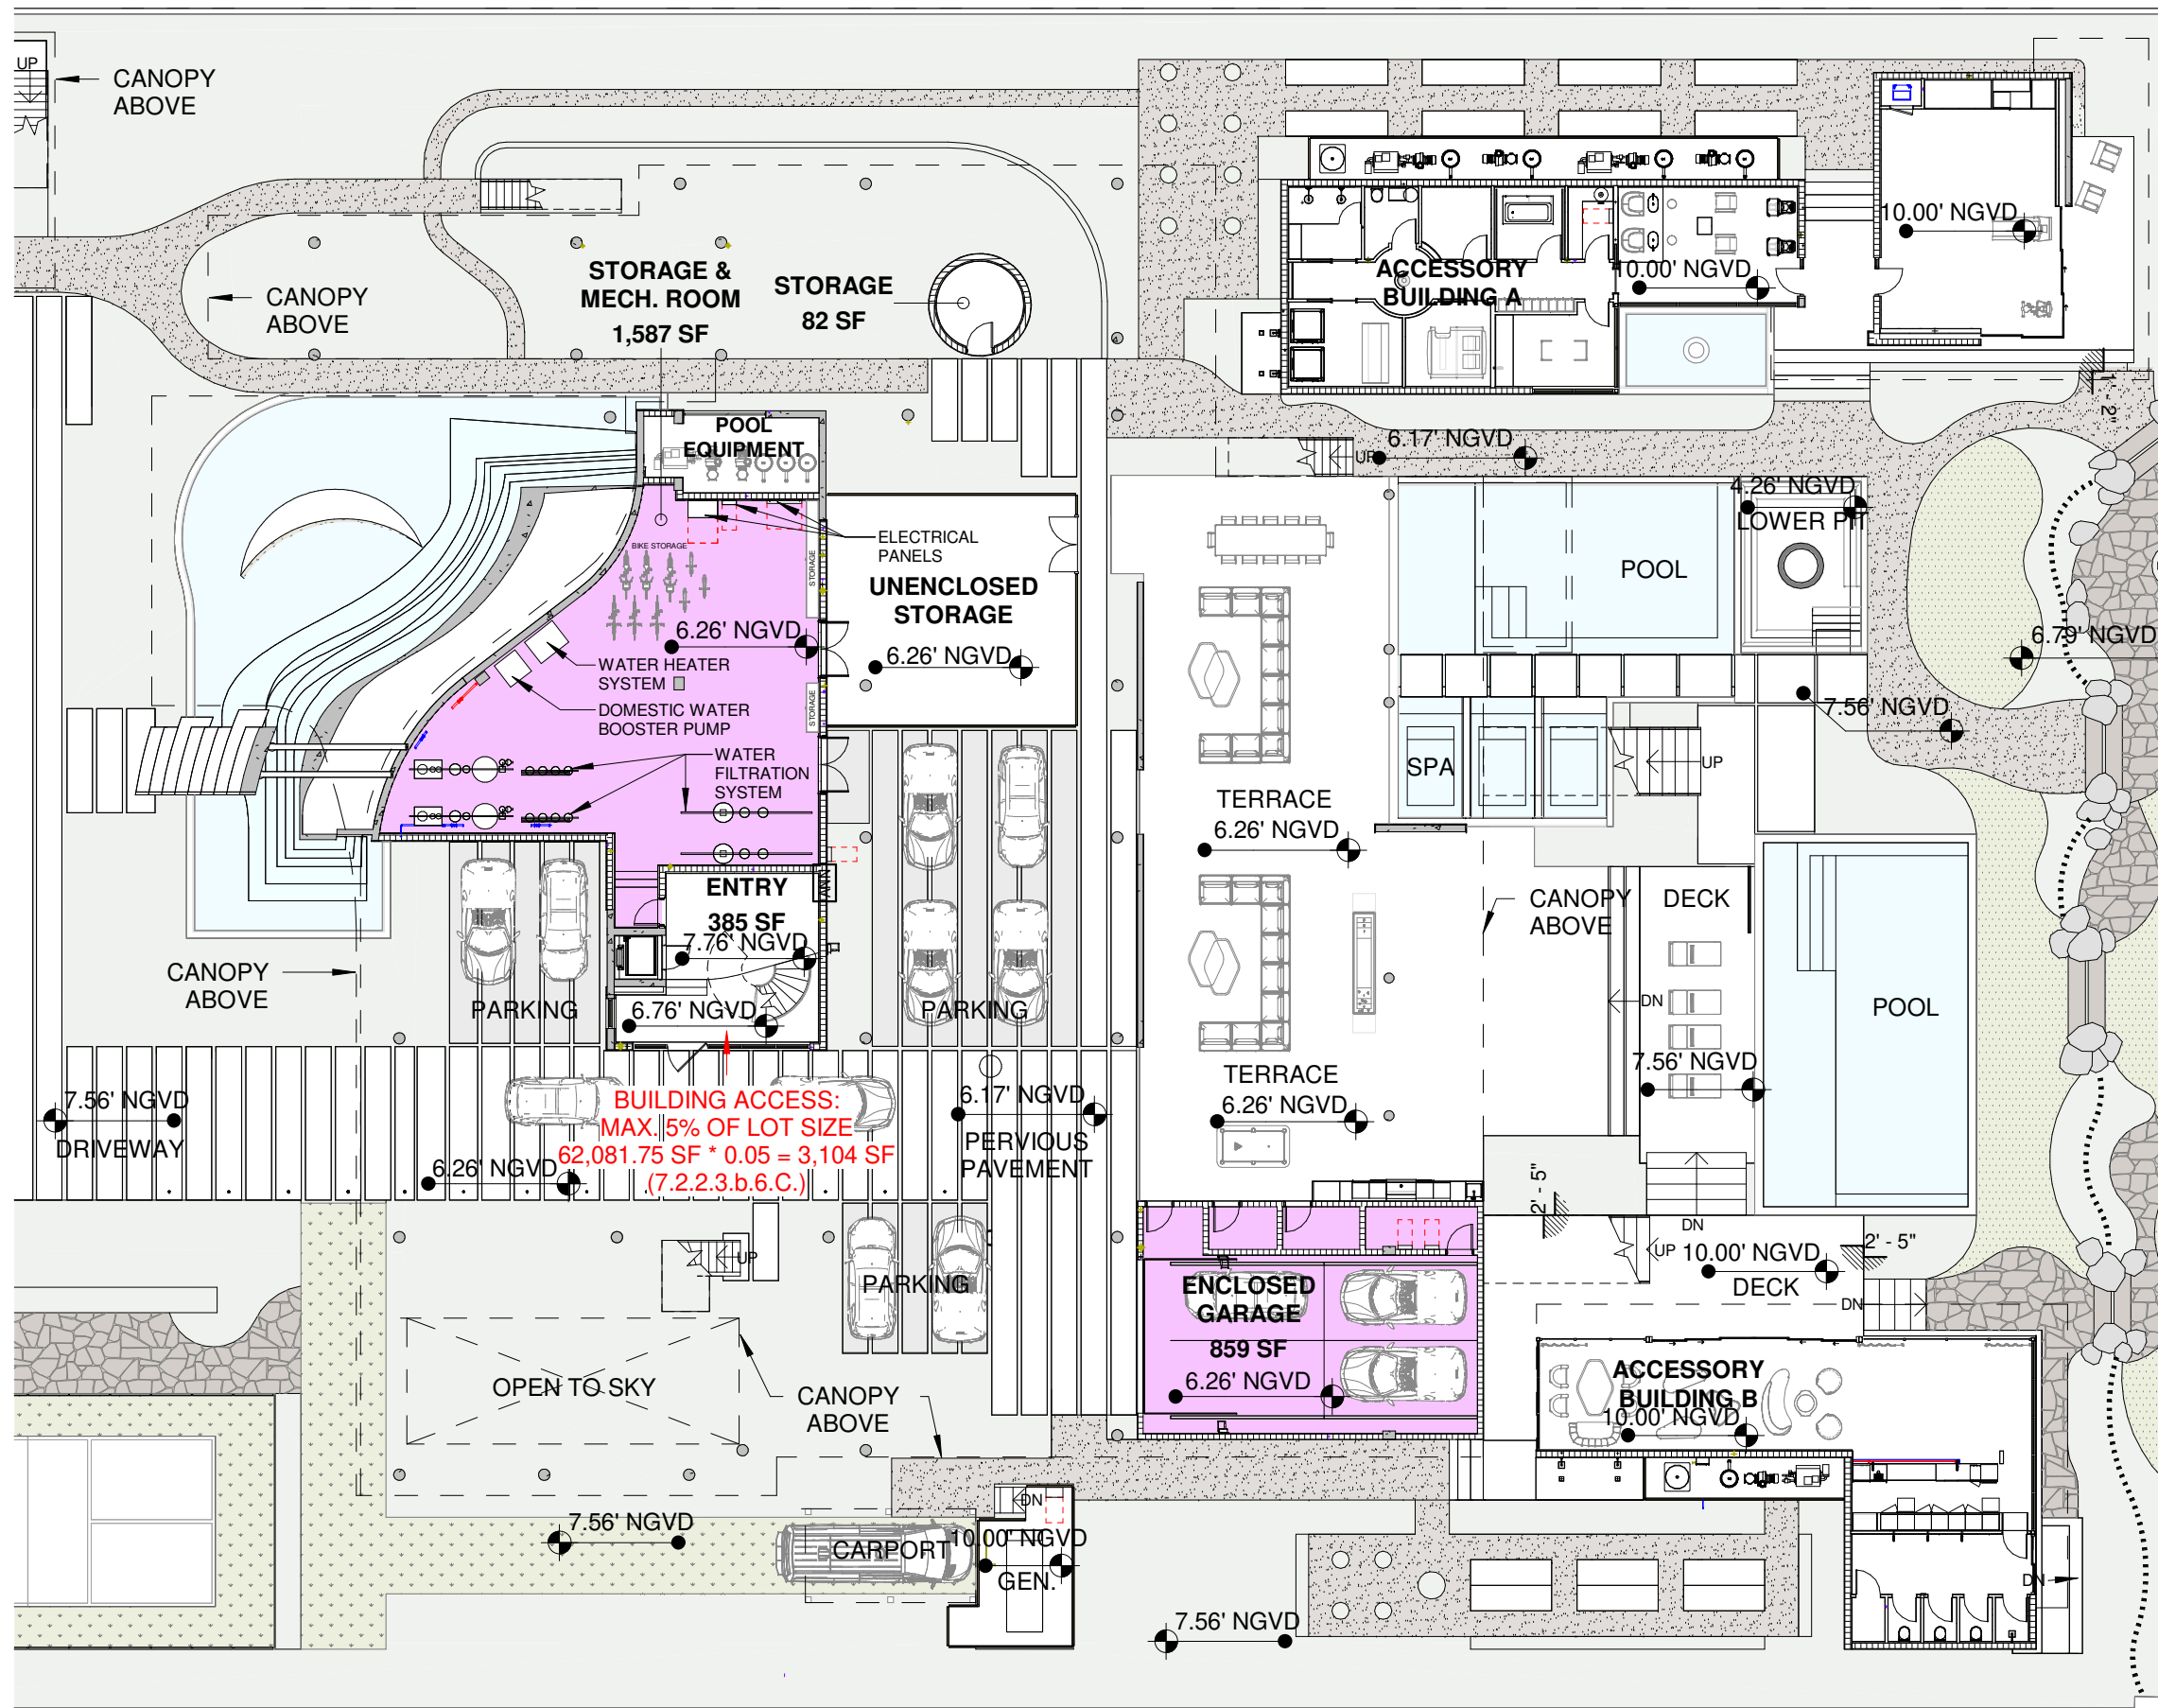 UP
CANOPY
ABOVE
CANOPY
ABOVE
STORAGE &
MECH. ROOM
1,587 SF
STORAGE
82 SF
ACCESSORY
BUILDING A
10.00' NGVD
10.00' NGVD
1' - 2"
POOL
EQUIPMENT
6.17' NGVD
UP
ELECTRICAL
PANELS
BIKE STORAGE
STORAGE
UNENCLOSED
STORAGE
6.26' NGVD
6.26' NGVD
WATER HEATER
SYSTEM
DOMESTIC WATER
BOOSTER PUMP
STORAGE
WATER
FILTRATION
SYSTEM
4.26' NGVD
LOWER PIT
POOL
6.79' NGVD
7.56' NGVD
SPA
UP
TERRACE
6.26' NGVD
ENTRY
385 SF
7.76' NGVD
6.76' NGVD
CANOPY
ABOVE
CANOPY
ABOVE
DECK
DN
POOL
PARKING
PARKING
7.56' NGVD
DRIVEWAY
6.26' NGVD
BUILDING ACCESS:
MAX. 5% OF LOT SIZE
62,081.75 SF * 0.05 = 3,104 SF
(7.2.2.3.b.6.C.)
6.17' NGVD
PERVIOUS
PAVEMENT
TERRACE
6.26' NGVD
7.56' NGVD
2' - 5"
DN
UP
10.00' NGVD
DECK
2' - 5"
DN
UP
PARKING
ENCLOSED
GARAGE
859 SF
6.26' NGVD
OPEN TO SKY
CANOPY
ABOVE
ACCESSORY
BUILDING B
10.00' NGVD
7.56' NGVD
CARPORT
DN
10.00' NGVD
GEN.
7.56' NGVD
DN